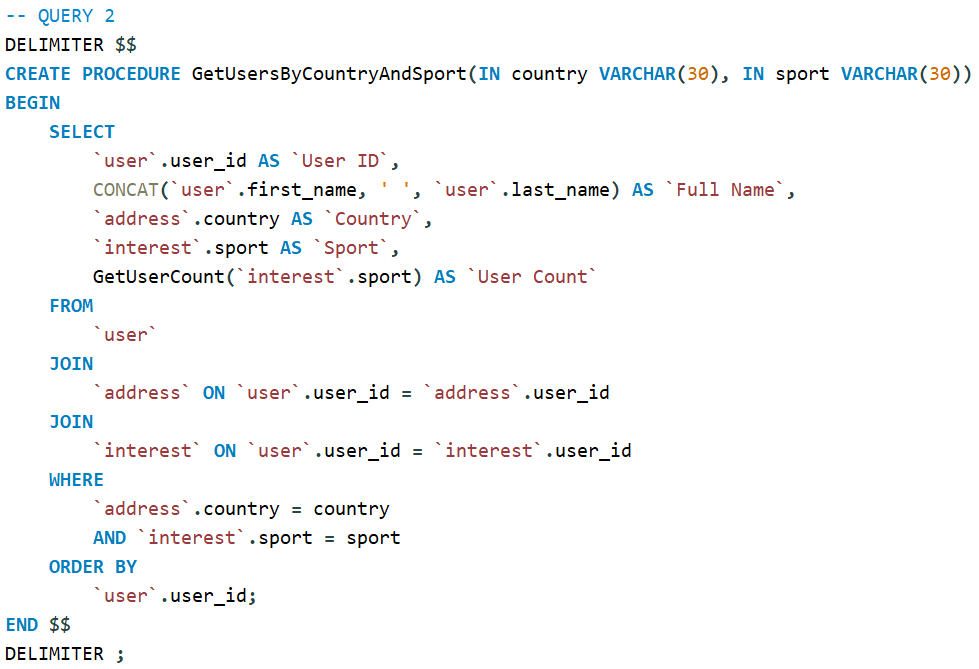 -- QUERY 2
DELIMITER $$
CREATE PROCEDURE GetUsersByCountryAndSport(IN country VARCHAR(30), IN sport VARCHAR(30))
BEGIN
    SELECT
        `user`.user_id AS `User ID`,
        CONCAT(`user`.first_name, ' ', `user`.last_name) AS `Full Name`,
        `address`.country AS `Country`,
        `interest`.sport AS `Sport`,
        GetUserCount(`interest`.sport) AS `User Count`
    FROM
        `user`
    JOIN
        `address` ON `user`.user_id = `address`.user_id
    JOIN
        `interest` ON `user`.user_id = `interest`.user_id
    WHERE
        `address`.country = country
        AND `interest`.sport = sport
    ORDER BY
        `user`.user_id;
END $$
DELIMITER ;